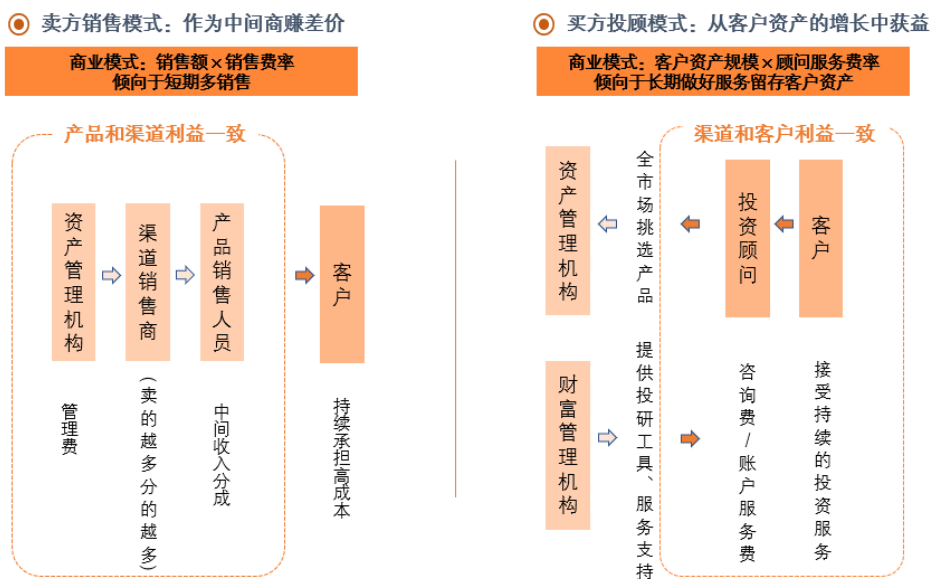 卖方销售模式：作为中间商赚差价
商业模式：销售额×销售费率
倾向于短期多销售
产品和渠道利益一致
资产管理机构
渠道销售商
产品销售人员
客户
管理费
(卖的越多分的越多)
中间收入分成
持续承担高成本
买方投顾模式：从客户资产的增长中获益
商业模式：客户资产规模×顾问服务费率
倾向于长期做好服务留存客户资产
渠道和客户利益一致
资产管理机构
全市场挑选产品
投资顾问
客户
财富管理机构
提供投研工具、服务支持
咨询费/账户服务费
接受持续的投资服务